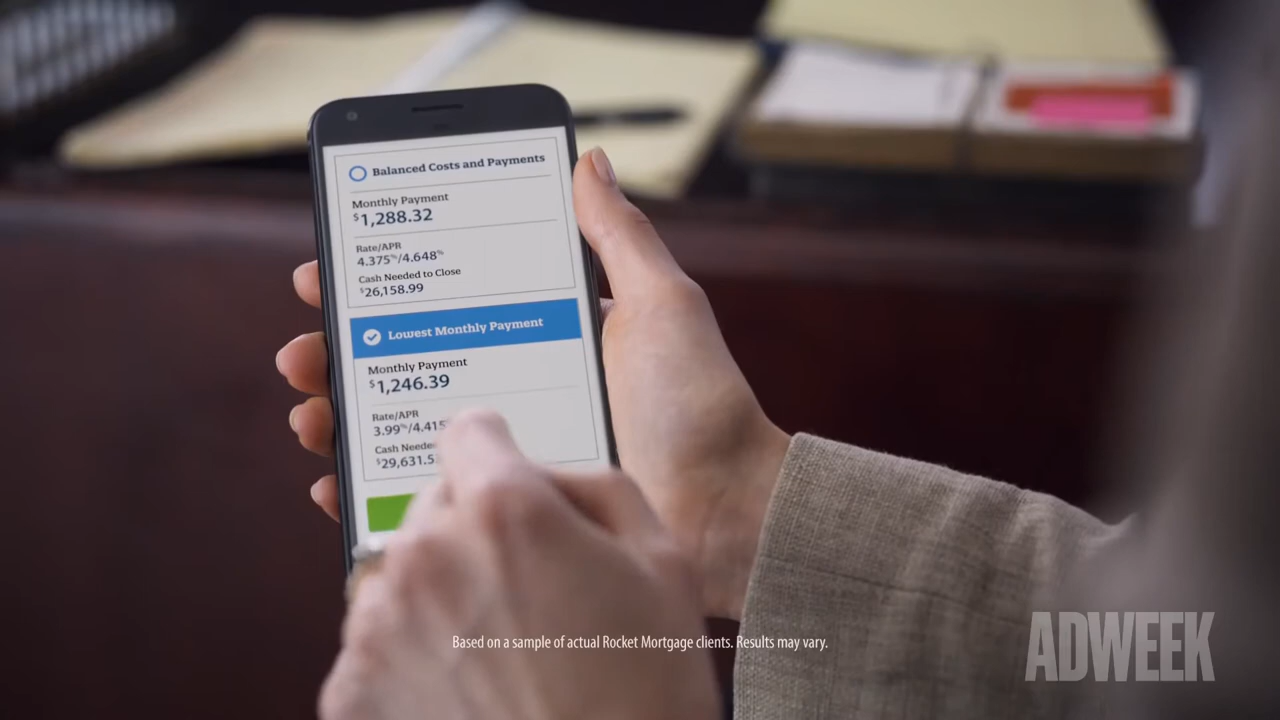 Balanced Costs and Payments
Monthly Payment
$1,288.32
Rate/APR
4.375%/4.648%
Cash Needed to Close
$26,158.99
Lowest Monthly Payment
Monthly Payment
$1,246.39
Rate/APR
3.99%/4.415
Cash
$29,631.5
Based on a sample of actual Rocket Mortgage clients. Results may vary.
ADWEEK